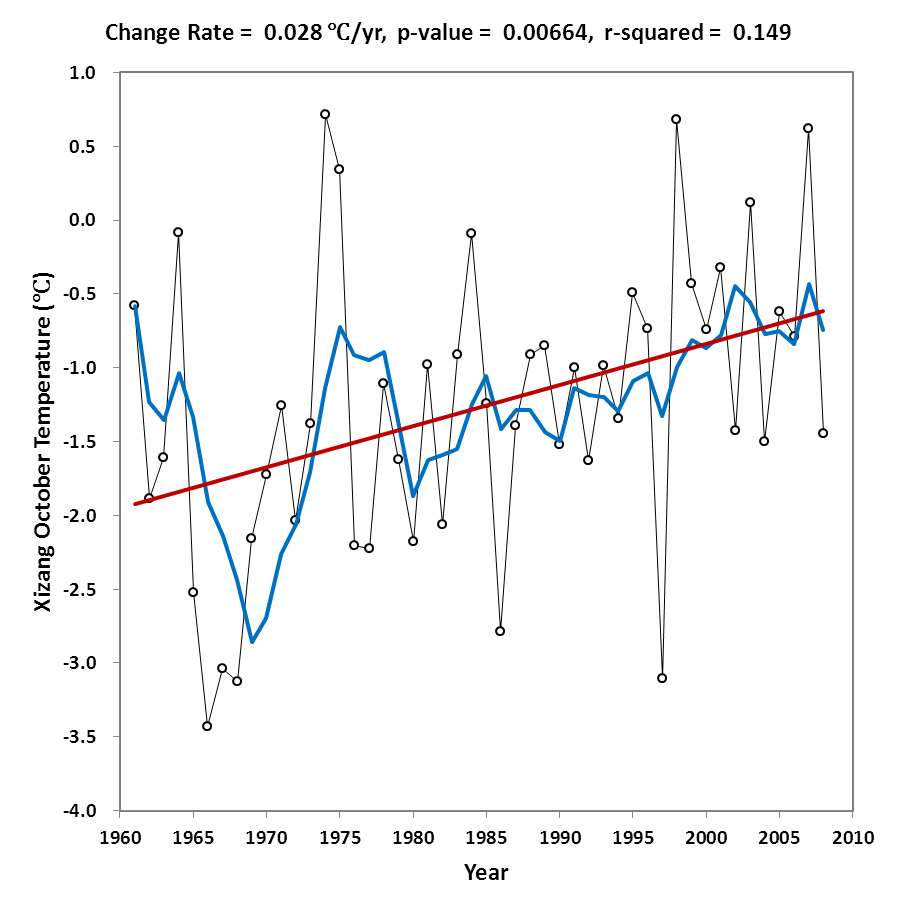 Change Rate = 0.028 ℃/yr, p-value = 0.00664, r-squared = 0.149
Xizang October Temperature (℃)
1.0
0.5
0.0
-0.5
-1.0
-1.5
-2.0
-2.5
-3.0
-3.5
-4.0
1960 1965 1970 1975 1980 1985 1990 1995 2000 2005 2010
Year